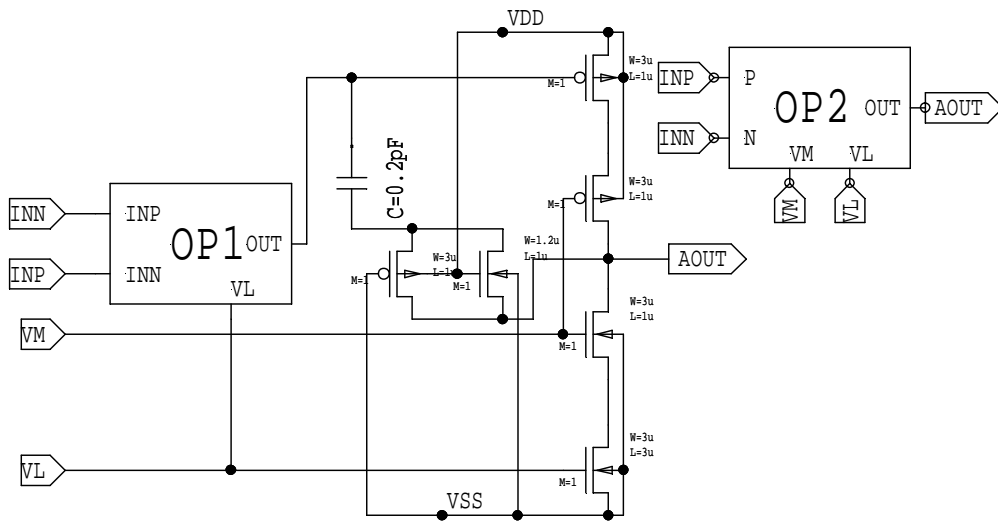 VDD
W=3u
L=1u
M=1
INP
P
OP2
OUT
AOUT
INN
N
VM
VL
VM
VL
C=0.2pF
W=3u
L=1u
M=1
INN
INP
OP1
OUT
INP
INN
VL
W=1.2u
L=1u
AOUT
W=3u
L=1u
M=1
M=1
VM
W=3u
L=1u
M=1
VL
W=3u
L=3u
M=1
VSS